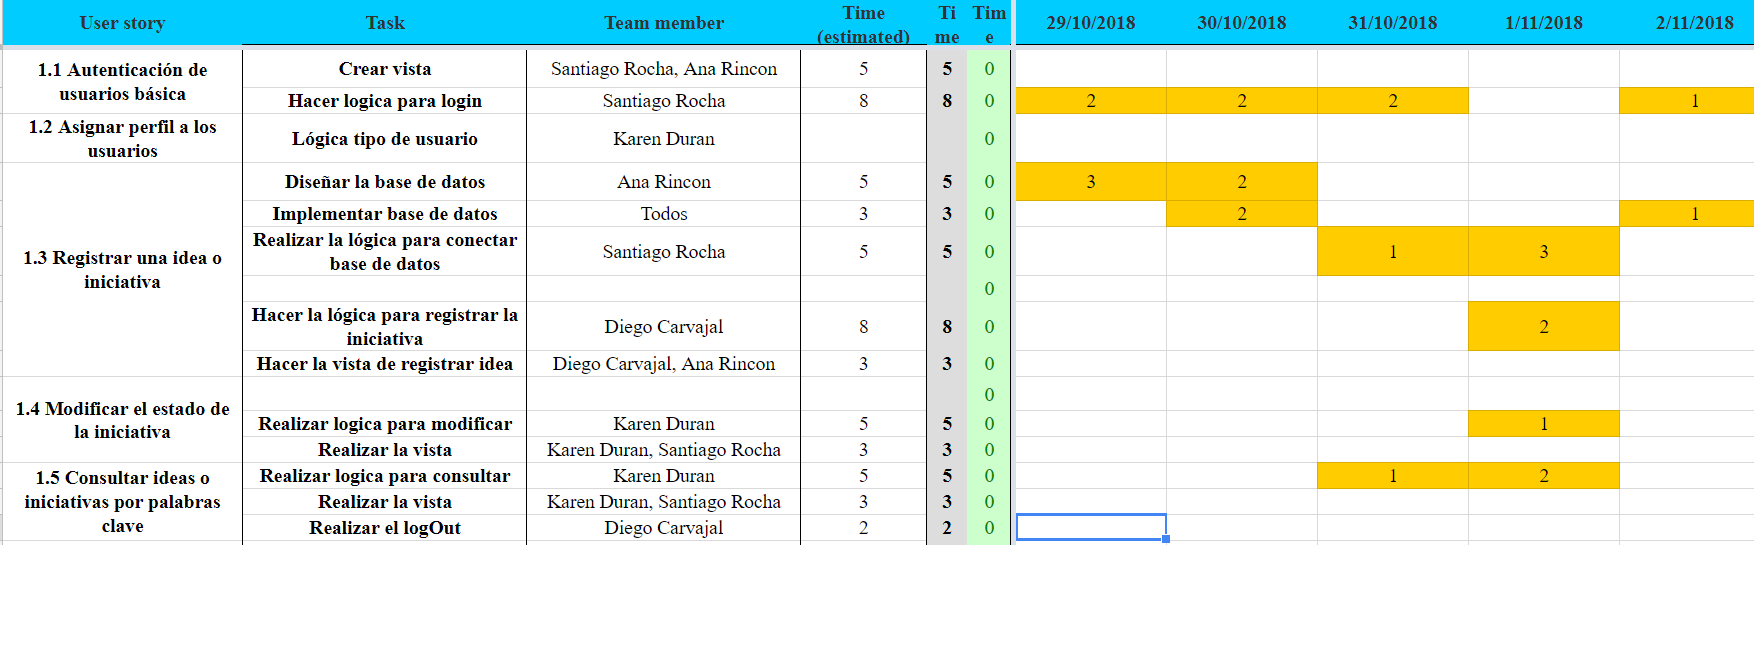 User story Task Team member Time (estimated) Ti me Tim e 29/10/2018 30/10/2018 31/10/2018 1/11/2018 2/11/2018
1.1 Autenticación de usuarios básica Crear vista Santiago Rocha, Ana Rincon 5 5 0
Hacer logica para login Santiago Rocha 8 8 0 2 2 2 1
1.2 Asignar perfil a los usuarios Lógica tipo de usuario Karen Duran 0
1.3 Registrar una idea o iniciativa Diseñar la base de datos Ana Rincon 5 5 0 3 2
Implementar base de datos Todos 3 3 0 2 1
Realizar la lógica para conectar base de datos Santiago Rocha 5 5 0 1 3
0
Hacer la lógica para registrar la iniciativa Diego Carvajal 8 8 0 2
Hacer la vista de registrar idea Diego Carvajal, Ana Rincon 3 3 0
1.4 Modificar el estado de la iniciativa 0
Realizar logica para modificar Karen Duran 5 5 0 1
Realizar la vista Karen Duran, Santiago Rocha 3 3 0
1.5 Consultar ideas o iniciativas por palabras clave Realizar logica para consultar Karen Duran 5 5 0 1 2
Realizar la vista Karen Duran, Santiago Rocha 3 3 0
Realizar el logOut Diego Carvajal 2 2 0